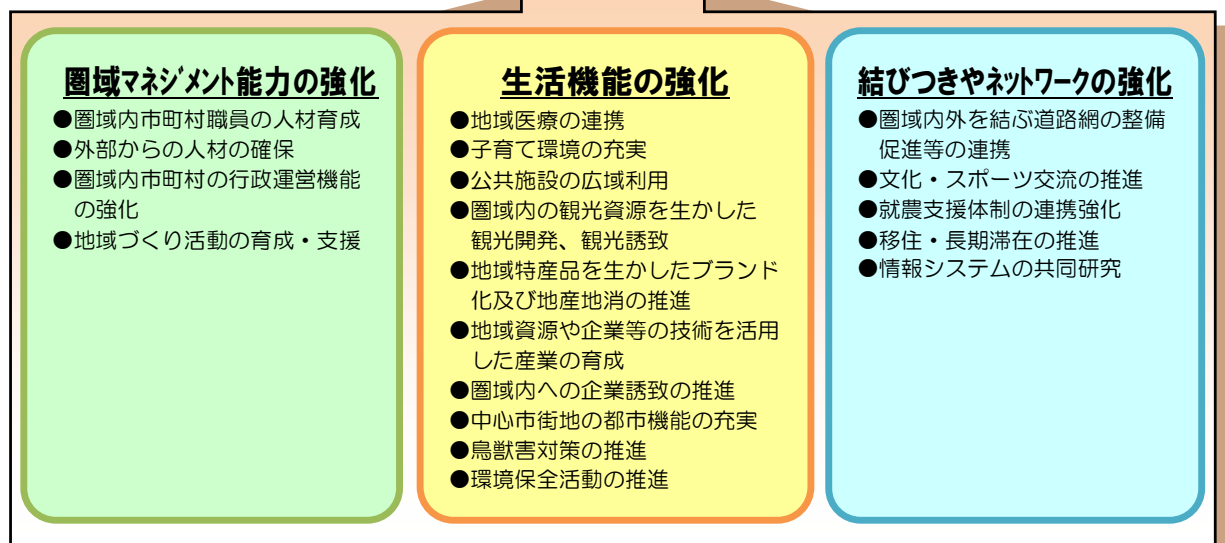 圏域マネジメント能力の強化
●圏域内市町村職員の人材育成
●外部からの人材の確保
●圏域内市町村の行政運営機能
の強化
●地域づくり活動の育成・支援
生活機能の強化
●地域医療の連携
●子育て環境の充実
●公共施設の広域利用
●圏域内の観光資源を生かした
観光開発、観光誘致
●地域特産品を生かしたブランド
化及び地産地消の推進
●地域資源や企業等の技術を活用
した産業の育成
●圏域内への企業誘致の推進
●中心市街地の都市機能の充実
●鳥獣害対策の推進
●環境保全活動の推進
結びつきやネットワークの強化
●圏域内外を結ぶ道路網の整備
促進等の連携
●文化・スポーツ交流の推進
●就農支援体制の連携強化
●移住・長期滞在の推進
●情報システムの共同研究